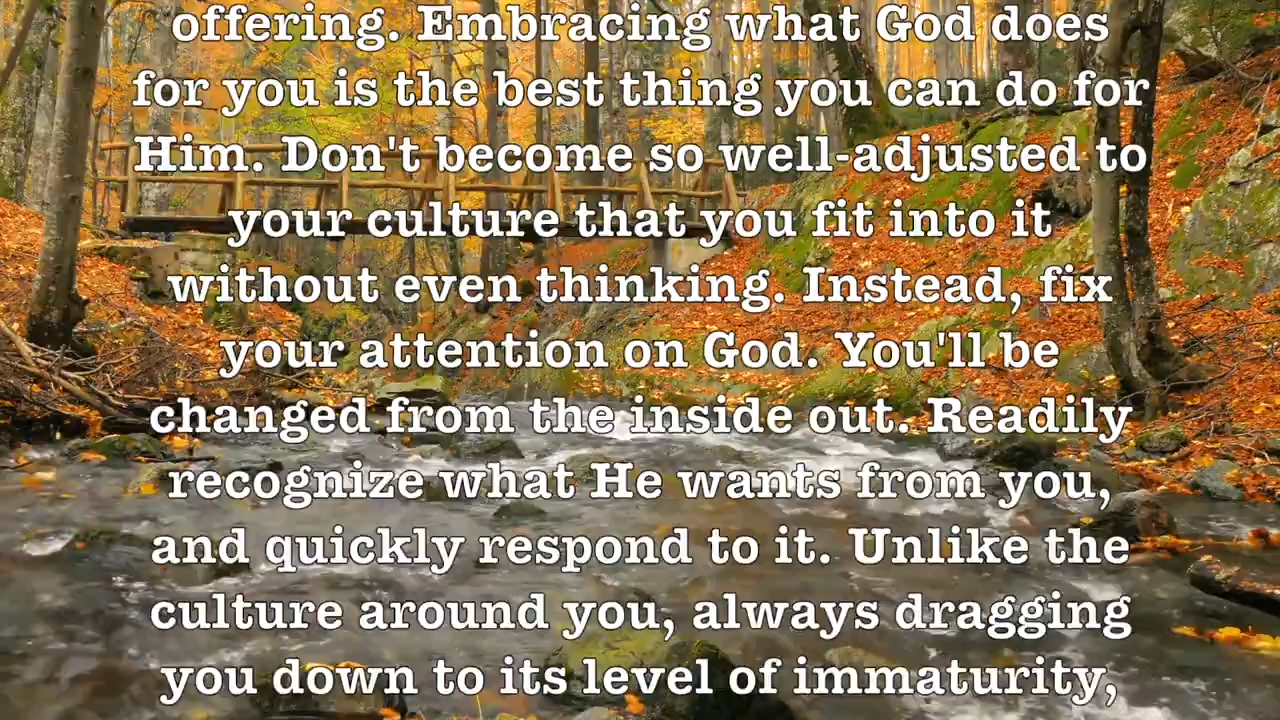 offering. Embracing what God does
for you is the best thing you can do for
Him. Don't become so well-adjusted to
your culture that you fit into it
without even thinking. Instead, fix
your attention on God. You'll be
changed from the inside out. Readily
recognize what He wants from you,
and quickly respond to it. Unlike the
culture around you, always dragging
you down to its level of immaturity,